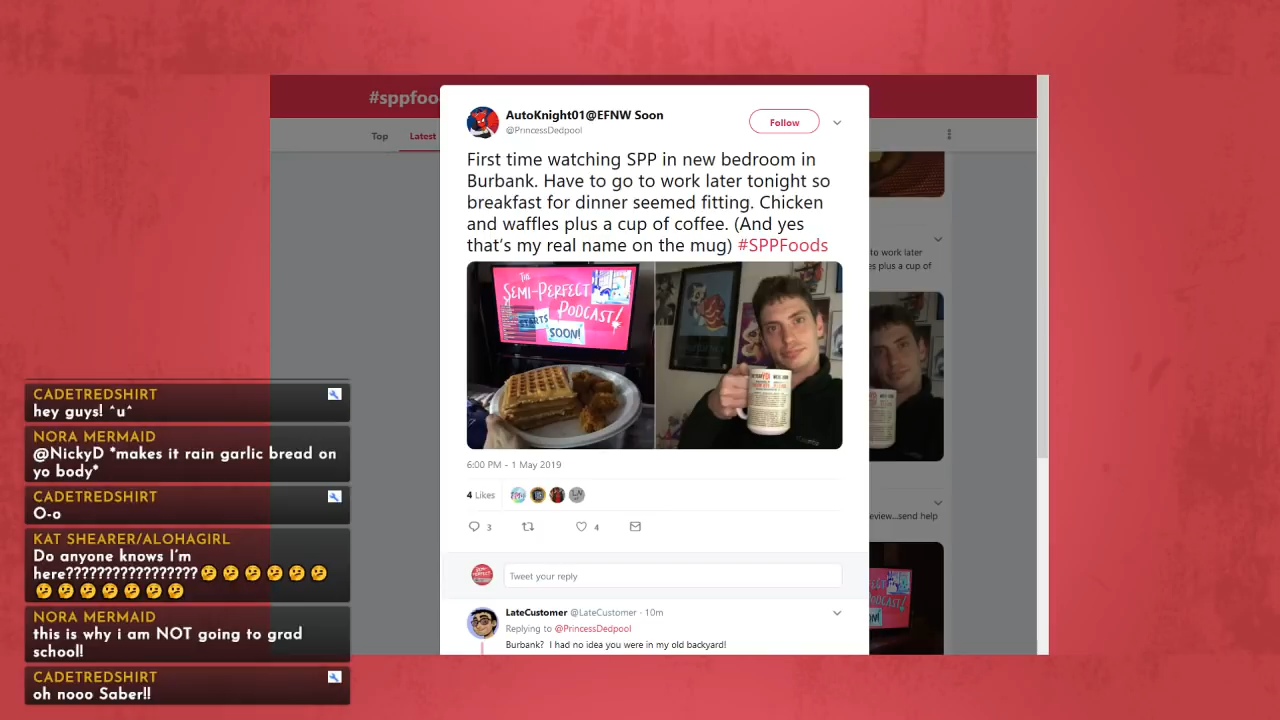 #sppfoo
Top
Latest
AutoKnight01@EFNW Soon
@PrincessDedpool
Follow
First time watching SPP in new bedroom in
Burbank. Have to go to work later tonight so
breakfast for dinner seemed fitting. Chicken
and waffles plus a cup of coffee. (And yes
that's my real name on the mug) #SPPFoods
THE
SEMI-PERFECT
PODCAST!
STARTS
SOON!
6:00 PM - 1 May 2019
4 Likes
3
4
Tweet your reply
LateCustomer @LateCustomer · 10m
Replying to @PrincessDedpool
Burbank? I had no idea you were in my old backyard!
to work later
es plus a cup of
eview...send help
PODCAST!
CADETREDSHIRT
hey guys! ^u^
NORA MERMAID
@NickyD *makes it rain garlic bread on
yo body*
CADETREDSHIRT
O-o
KAT SHEARER/ALOHAGIRL
Do anyone knows I'm
here?????????????????🤔🤔🤔🤔🤔🤔
🤔🤔🤔🤔🤔🤔🤔
NORA MERMAID
this is why i am NOT going to grad
school!
CADETREDSHIRT
oh nooo Saber!!